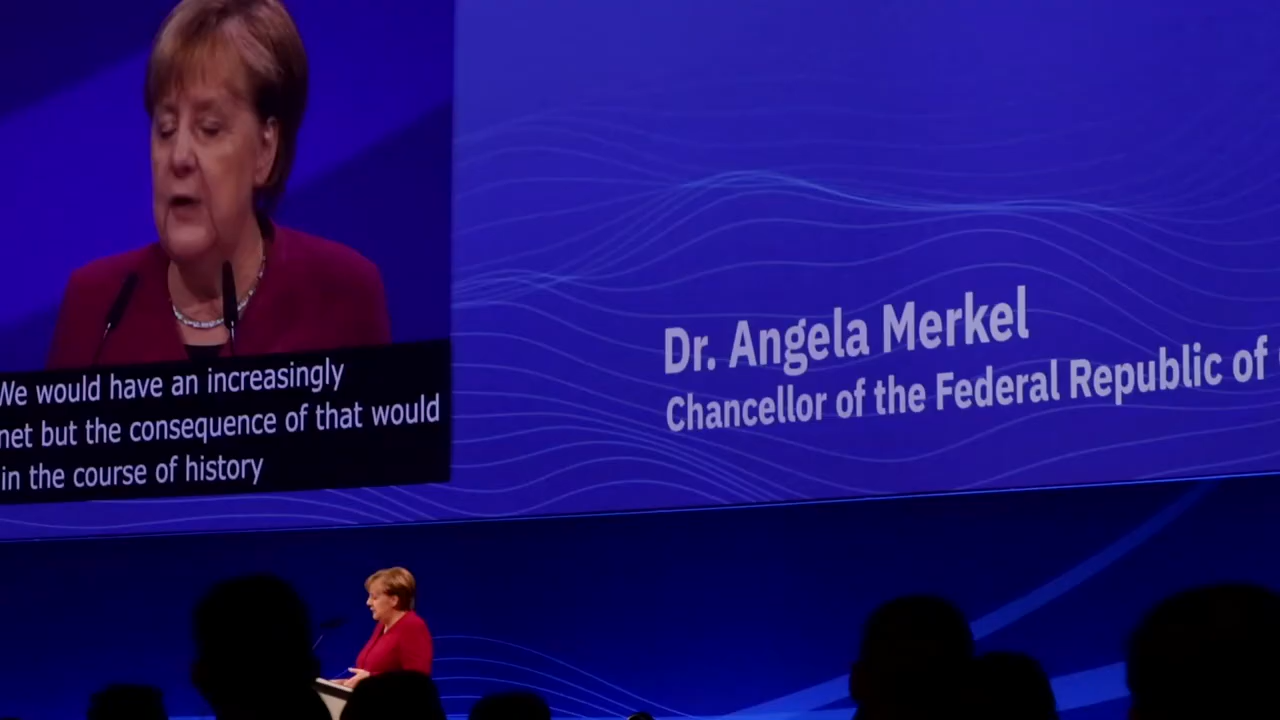 We would have an increasingly
net but the consequence of that would
in the course of history
Dr. Angela Merkel
Chancellor of the Federal Republic of